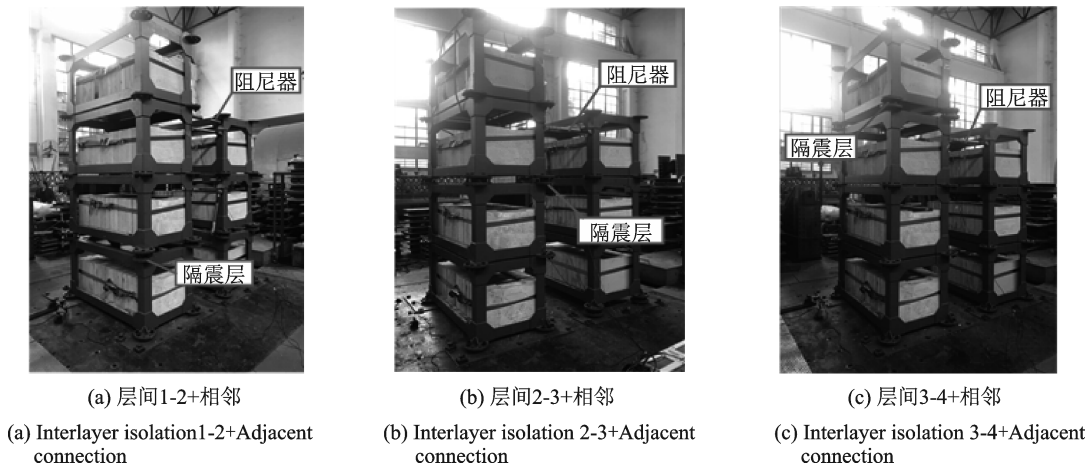 阻尼器
隔震层
阻尼器
隔震层
阻尼器
隔震层
(a) 层间1-2+相邻
(b) 层间2-3+相邻
(c) 层间3-4+相邻
(a) Interlayer isolation1-2+Adjacent
connection
(b) Interlayer isolation 2-3+Adjacent
connection
(c) Interlayer isolation 3-4+Adjacent
connection